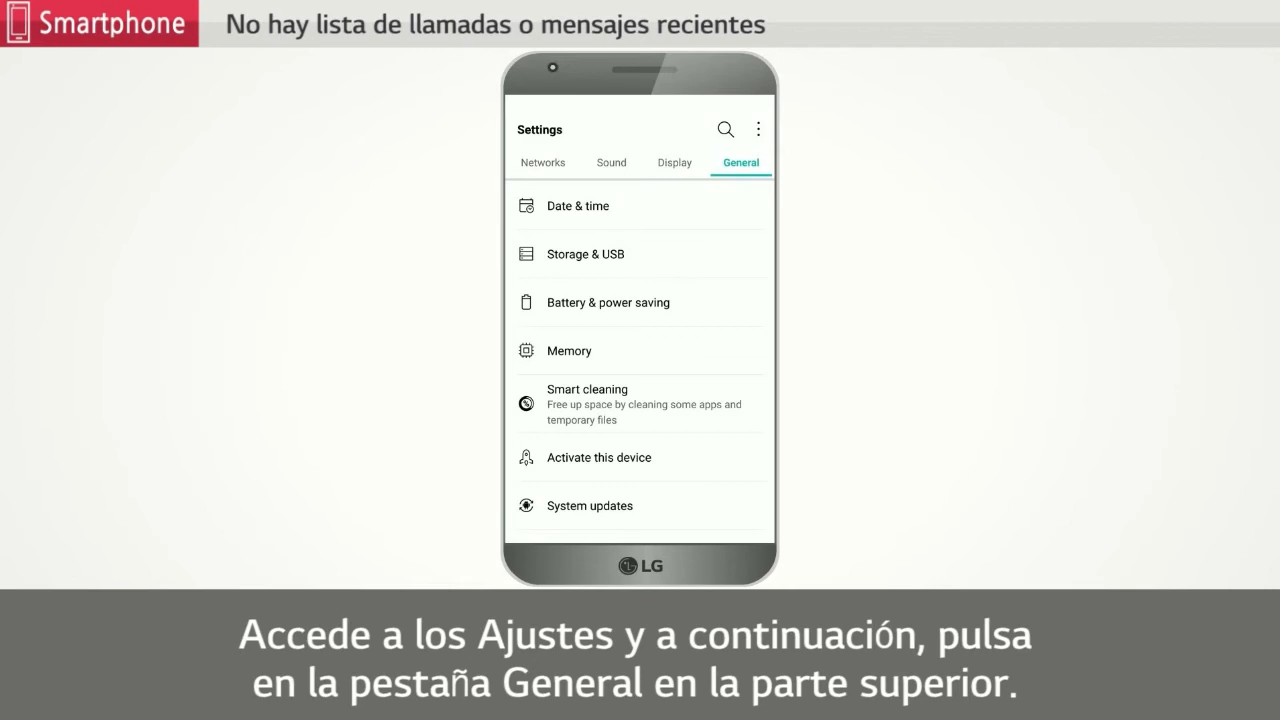 Smartphone
No hay lista de llamadas o mensajes recientes
Settings
Networks Sound Display General
Date & time
Storage & USB
Battery & power saving
Memory
Smart cleaning
Free up space by cleaning some apps and
temporary files
Activate this device
System updates
LG
Accede a los Ajustes y a continuación, pulsa
en la pestaña General en la parte superior.